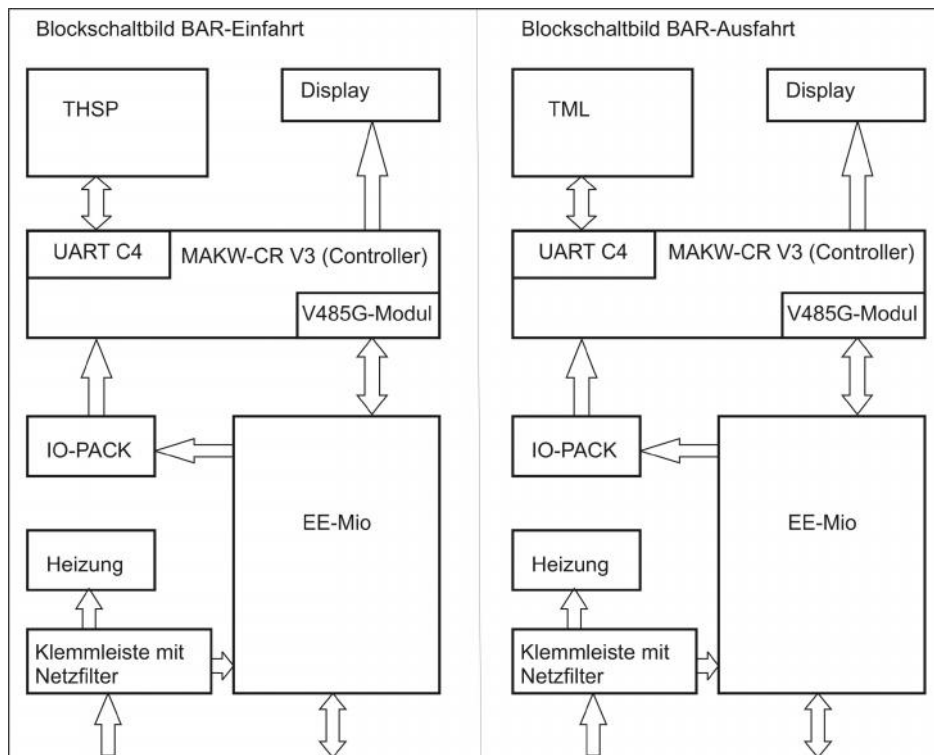 Blockschaltbild BAR-Einfahrt
THSP
Display
UART C4
MAKW-CR V3 (Controller)
V485G-Modul
IO-PACK
EE-Mio
Heizung
Klemmleiste mit
Netzfilter
Blockschaltbild BAR-Ausfahrt
TML
Display
UART C4
MAKW-CR V3 (Controller)
V485G-Modul
IO-PACK
EE-Mio
Heizung
Klemmleiste mit
Netzfilter